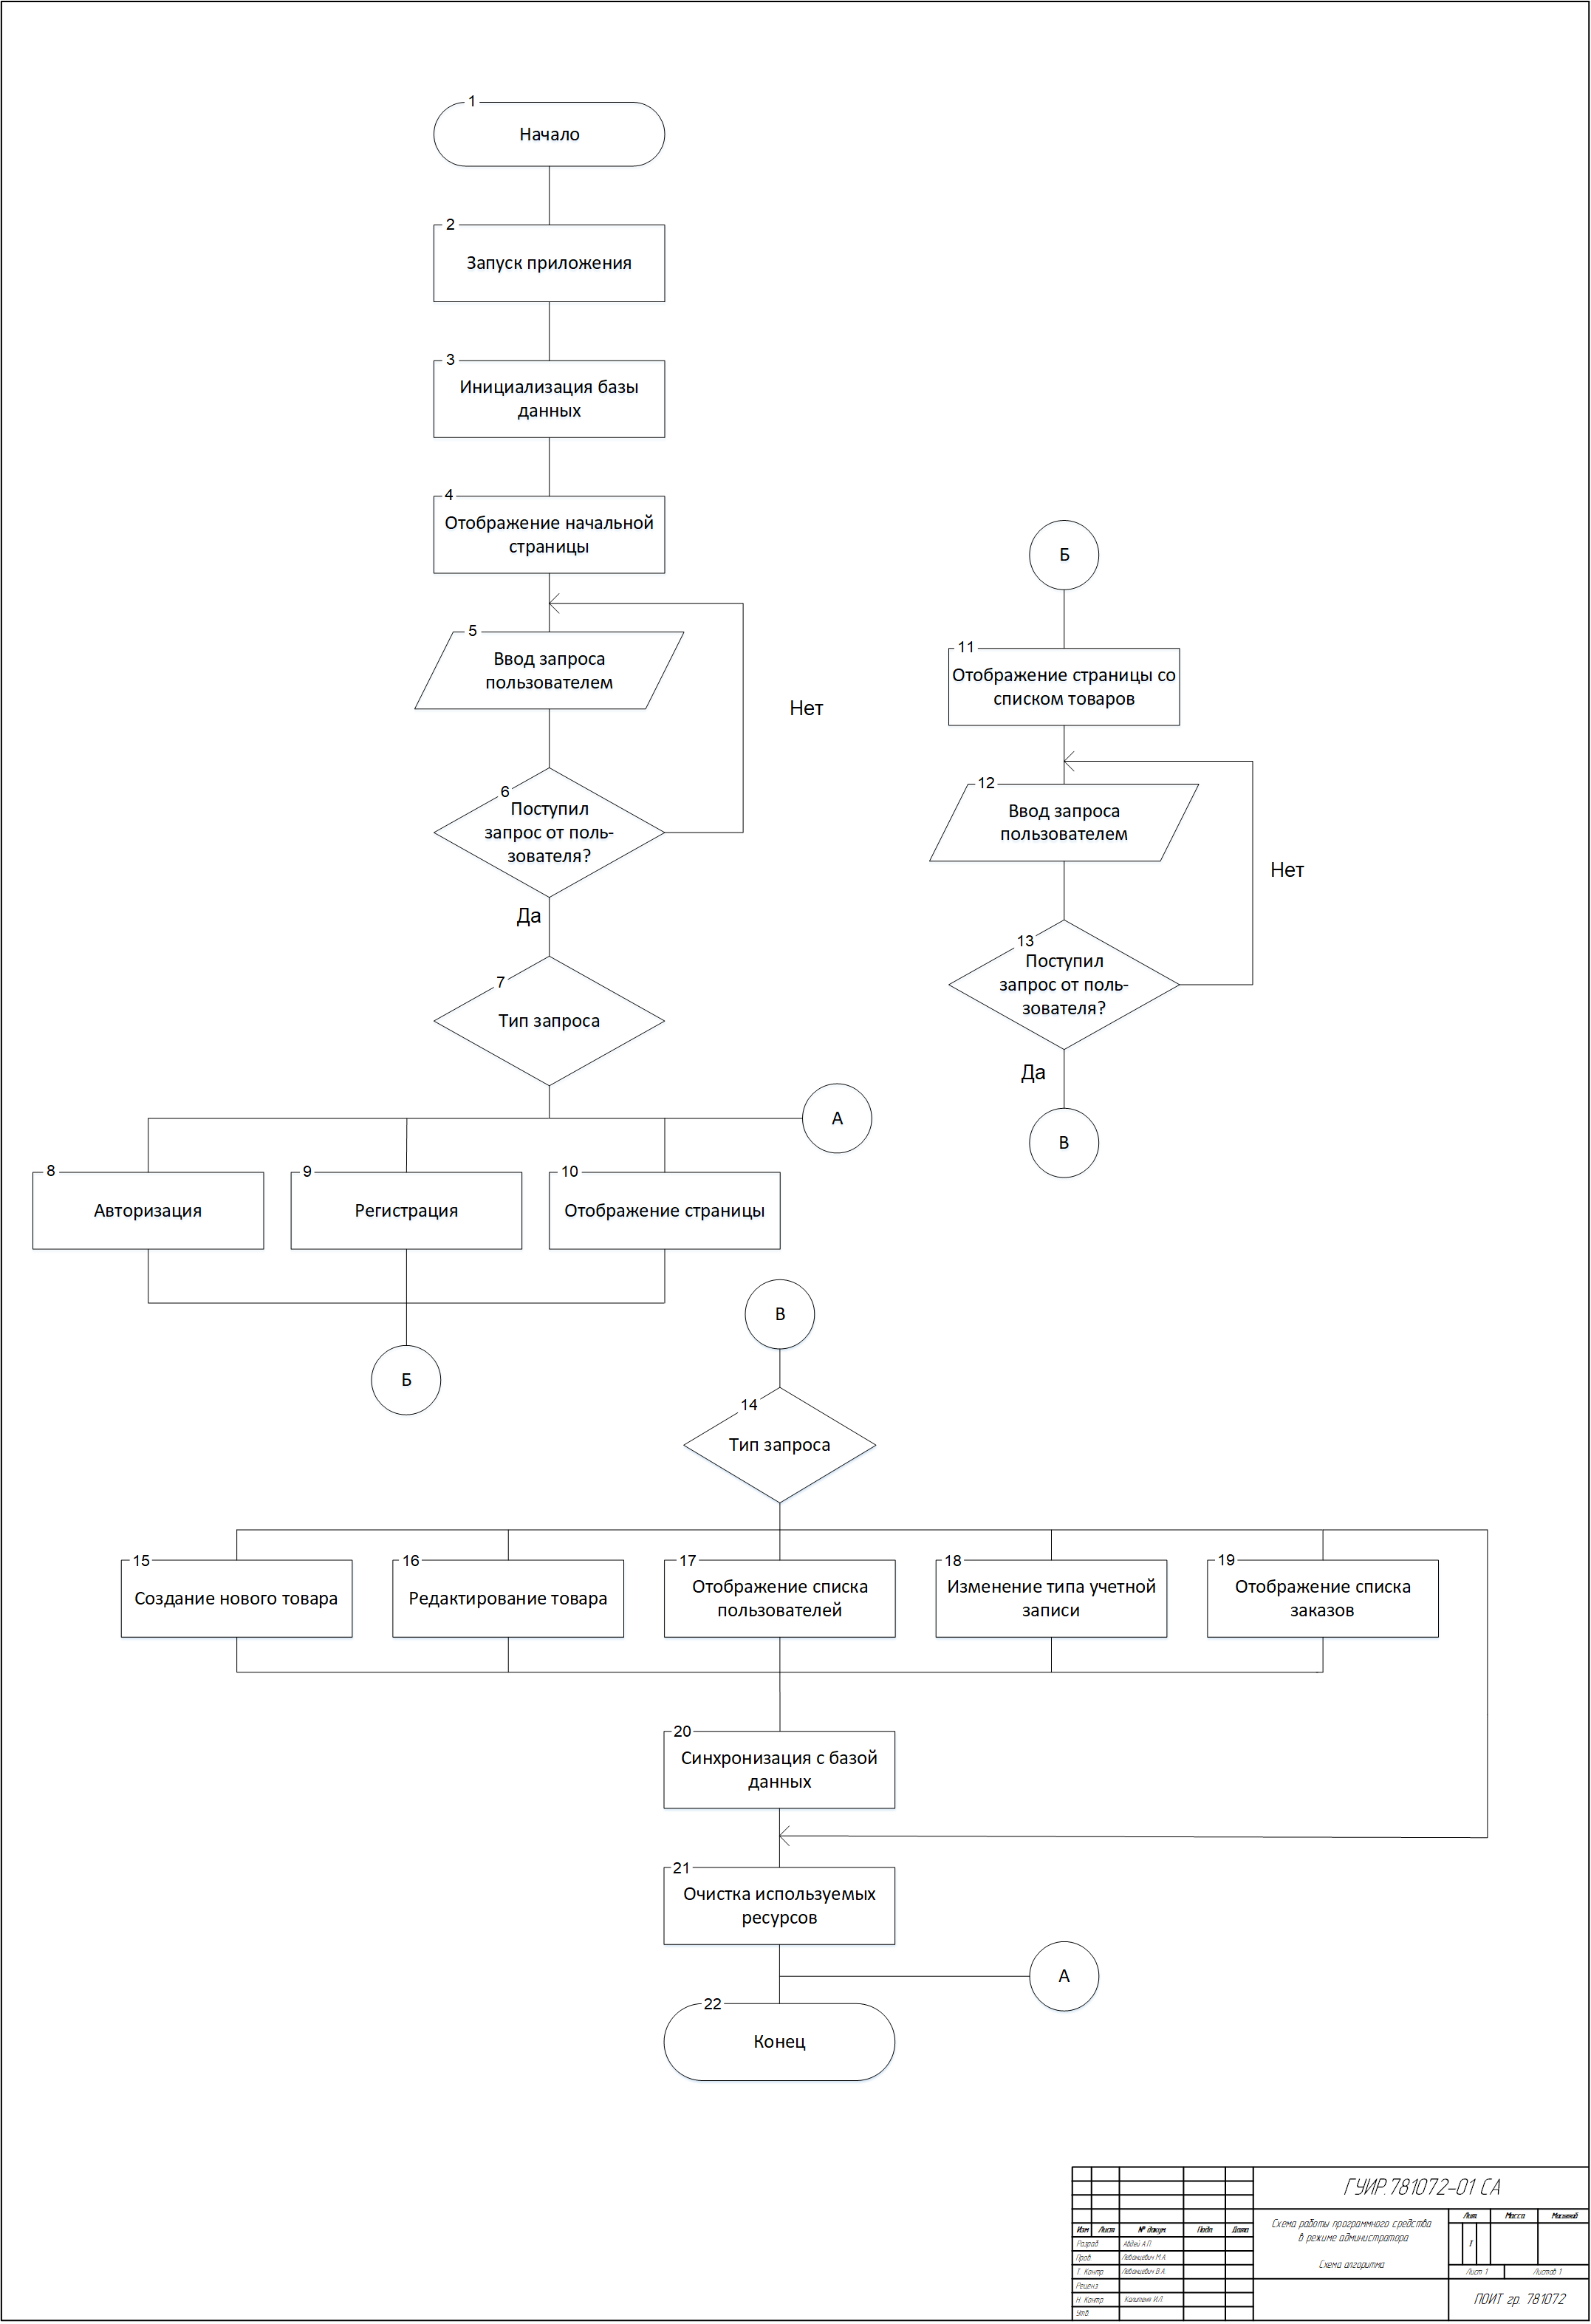 1
Начало
2
Запуск приложения
3
Инициализация базы
данных
4
Отображение начальной
страницы
5
Ввод запроса
пользователем
Нет
6
Поступил
запрос от поль-
зователя?
Да
7
Тип запроса
А
8
Авторизация
9
Регистрация
10
Отображение страницы
Б
Б
11
Отображение страницы со
списком товаров
12
Ввод запроса
пользователем
Нет
13
Поступил
запрос от поль-
зователя?
Да
В
В
14
Тип запроса
15
Создание нового товара
16
Редактирование товара
17
Отображение списка
пользователей
18
Изменение типа учетной
записи
19
Отображение списка
заказов
20
Синхронизация с базой
данных
21
Очистка используемых
ресурсов
А
22
Конец
ГУИР.781072-01 СА
Схема работы программного средства
в режиме администратора
Схема алгоритма
Лит.
Масса
Масштаб
Изм
Лист
№ докум.
Подп.
Дата
Разраб
Авдей А.П.
Т
Пров
Леванцевич М.А.
Т. Контр
Леванцевич В.А.
Лист 1
Листов 1
Реценз
Н. Контр
Калитеня И.Л.
Утв
ПОИТ гр. 781072